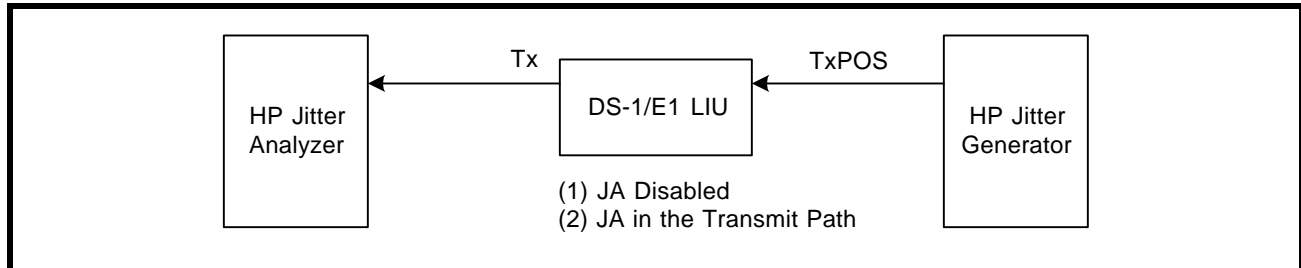 HP Jitter
Analyzer
Tx
DS-1/E1 LIU
TxPOS
HP Jitter
Generator
(1) JA Disabled
(2) JA in the Transmit Path